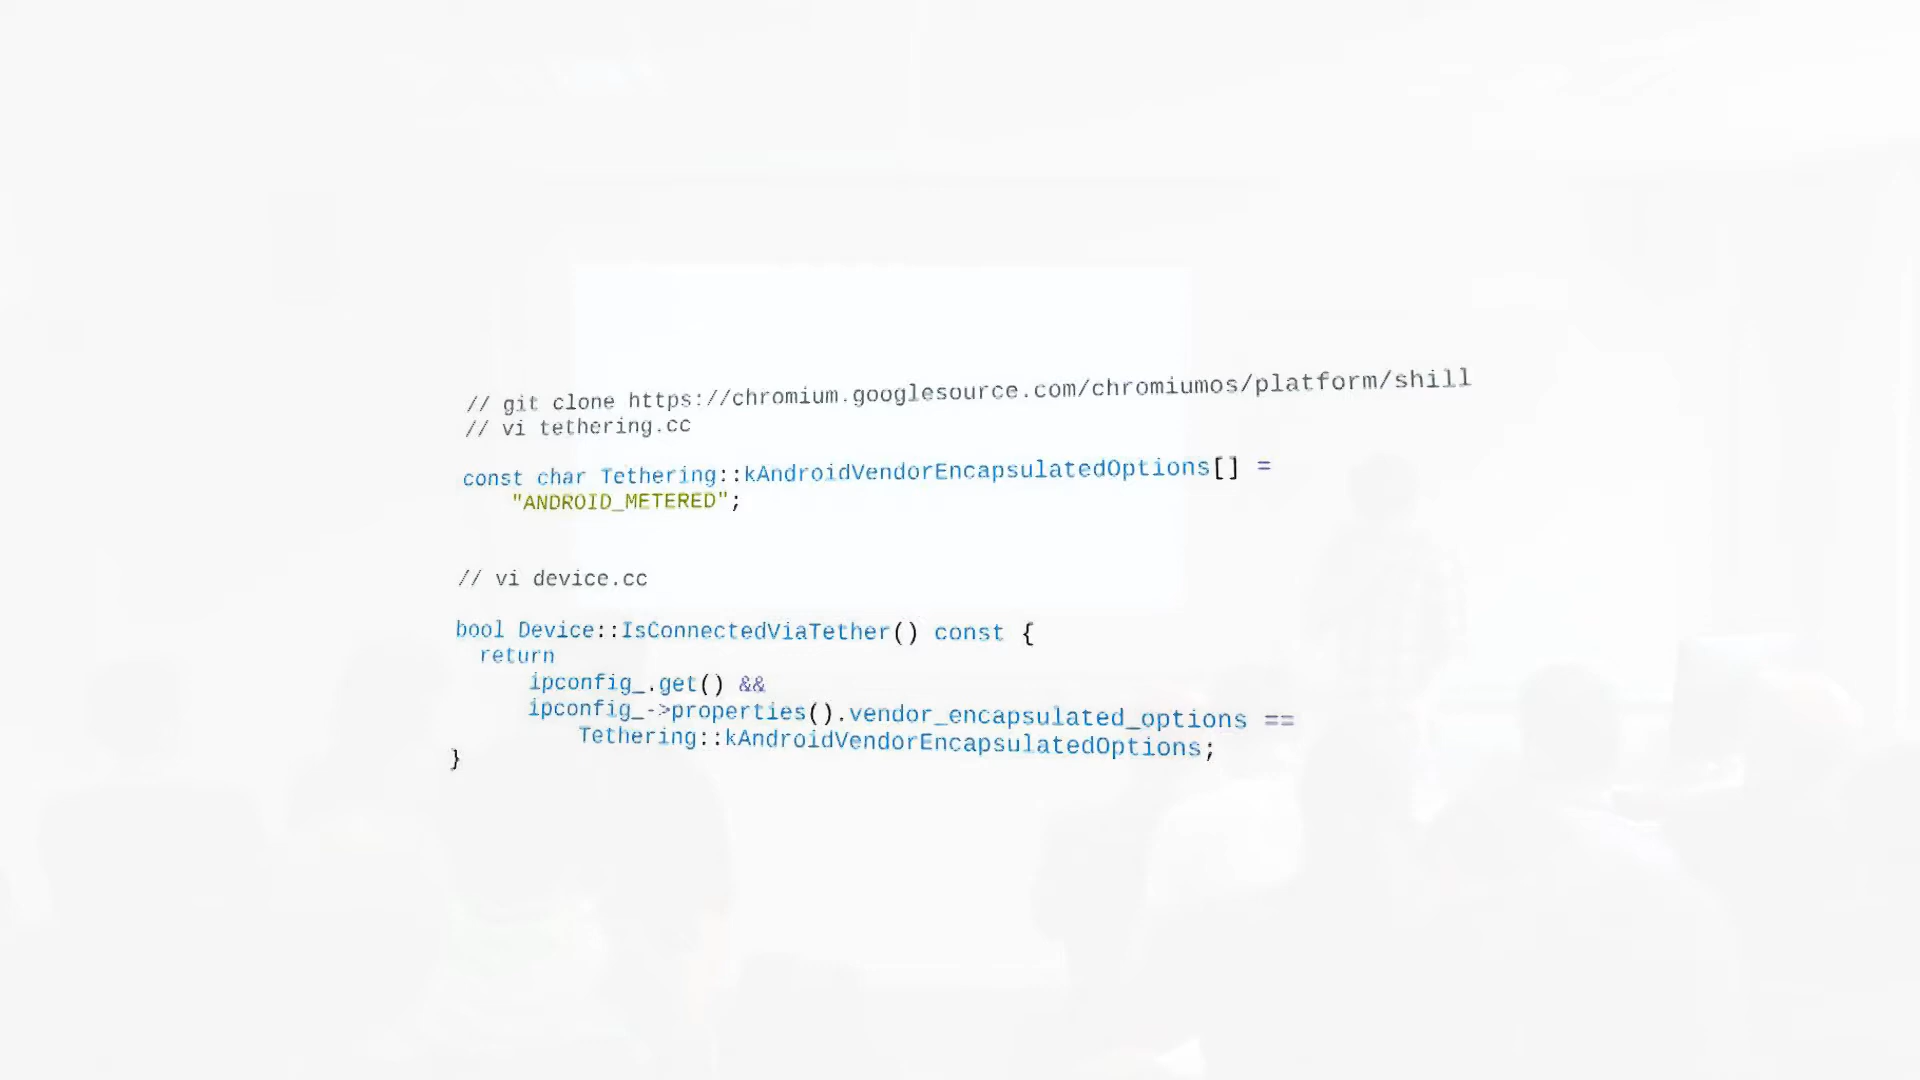 // git clone https://chromium.googlesource.com/chromiumos/platform/shill
// vi tethering.cc
const char Tethering::kAndroidVendorEncapsulatedOptions[] =
"ANDROID_METERED";
// vi device.cc
bool Device::IsConnectedViaTether() const {
return
ipconfig_.get() &&
ipconfig_->properties().vendor_encapsulated_options ==
Tethering::kAndroidVendorEncapsulatedOptions;
}